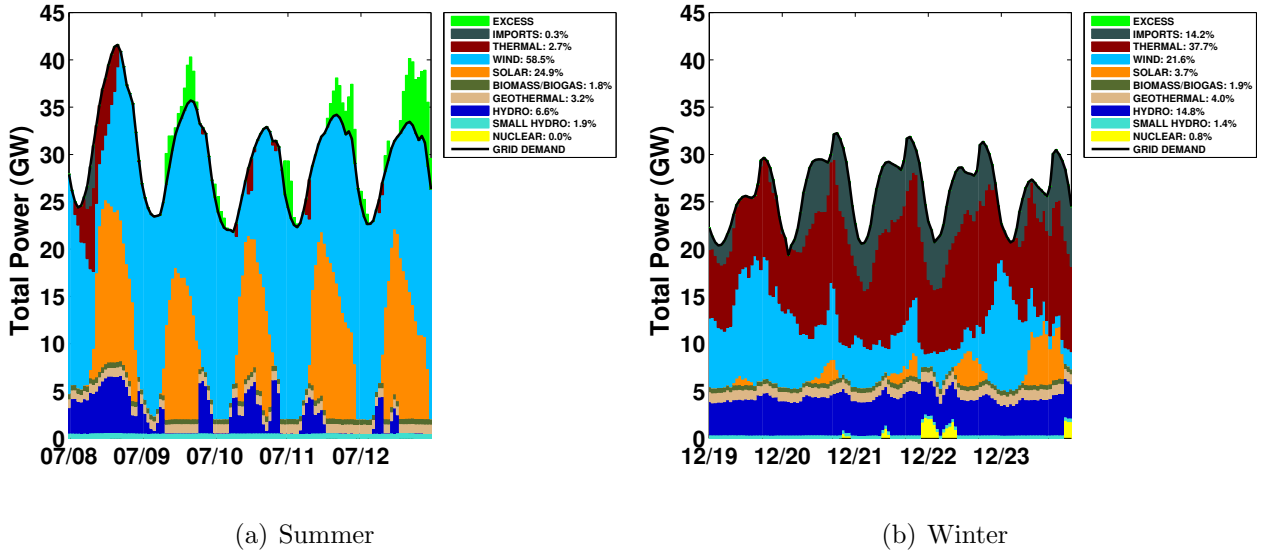 Total Power (GW)
45
40
35
30
25
20
15
10
5
0
07/08 07/09 07/10 07/11 07/12
EXCESS
IMPORTS: 0.3%
THERMAL: 2.7%
WIND: 58.5%
SOLAR: 24.9%
BIOMASS/BIOGAS: 1.8%
GEOTHERMAL: 3.2%
HYDRO: 6.6%
SMALL HYDRO: 1.9%
NUCLEAR: 0.0%
GRID DEMAND
(a) Summer
Total Power (GW)
45
40
35
30
25
20
15
10
5
0
12/19 12/20 12/21 12/22 12/23
EXCESS
IMPORTS: 14.2%
THERMAL: 37.7%
WIND: 21.6%
SOLAR: 3.7%
BIOMASS/BIOGAS: 1.9%
GEOTHERMAL: 4.0%
HYDRO: 14.8%
SMALL HYDRO: 1.4%
NUCLEAR: 0.8%
GRID DEMAND
(b) Winter